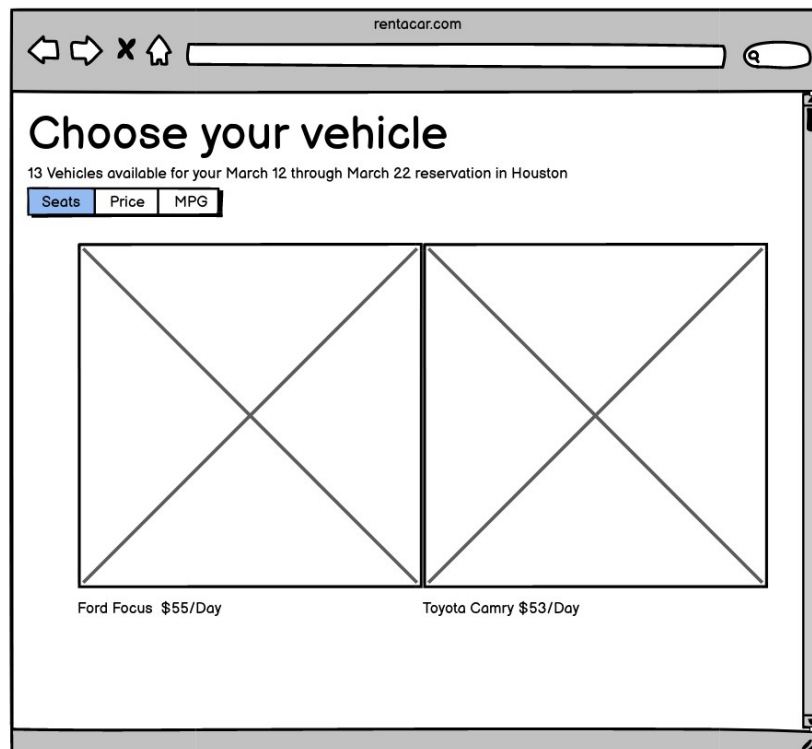 rentacar.com
Choose your vehicle
13 Vehicles available for your March 12 through March 22 reservation in Houston
Seats Price MPG
Ford Focus $55/Day Toyota Camry $53/Day